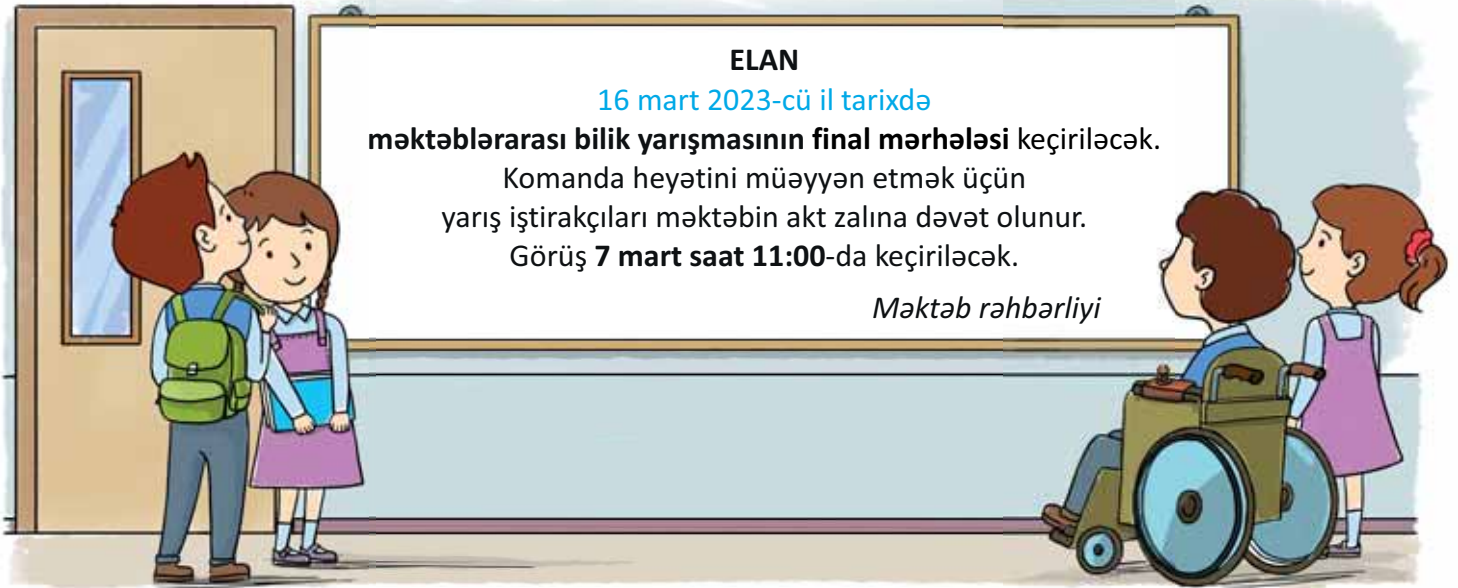 ELAN
16 mart 2023-cü il tarixdə
məktəblərarası bilik yarışmasının final mərhələsi keçiriləcək.
Komanda heyətini müəyyən etmək üçün
yarış iştirakçıları məktəbin akt zalına dəvət olunur.
Görüş 7 mart saat 11:00-da keçiriləcək.
Məktəb rəhbərliyi